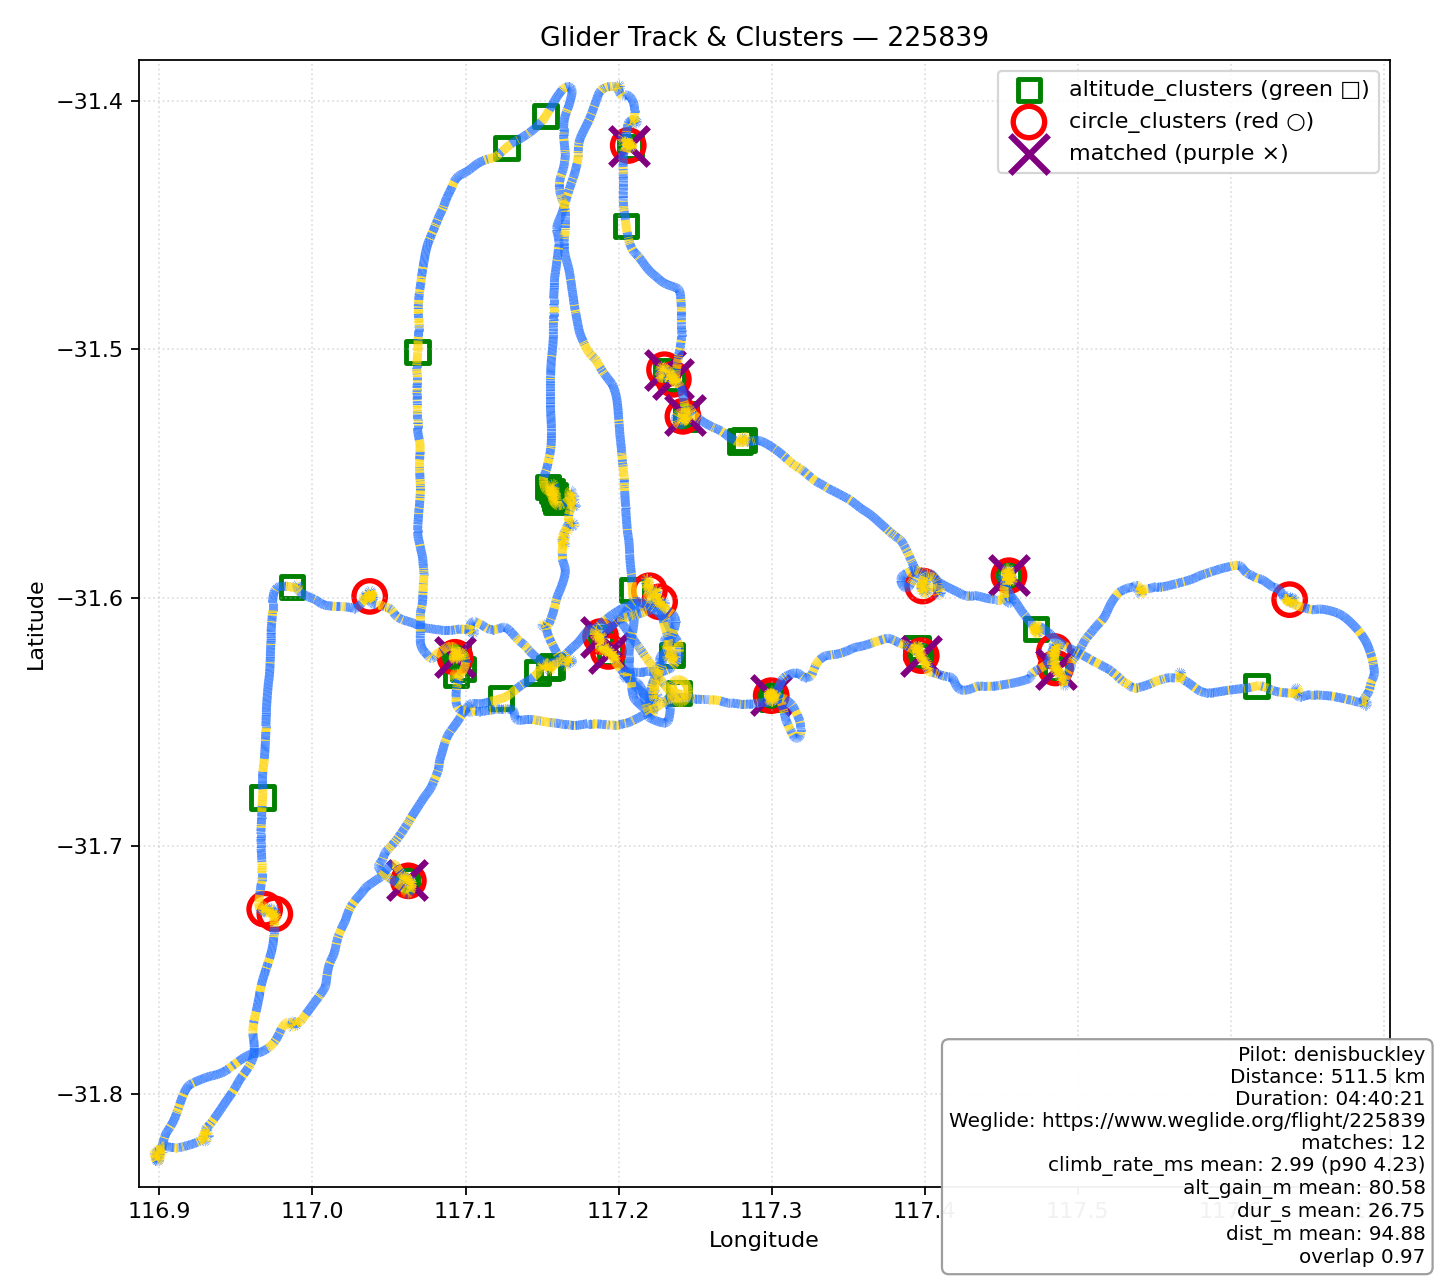 Glider Track & Clusters — 225839
altitude_clusters (green □)
circle_clusters (red ○)
matched (purple ×)
−31.4
−31.5
−31.6
−31.7
−31.8
Latitude
116.9
117.0
117.1
117.2
117.3
117.4
117.5
Longitude
Pilot: denisbuckley
Distance: 511.5 km
Duration: 04:40:21
Weglide: https://www.weglide.org/flight/225839
matches: 12
climb_rate_ms mean: 2.99 (p90 4.23)
alt_gain_m mean: 80.58
dur_s mean: 26.75
dist_m mean: 94.88
overlap 0.97